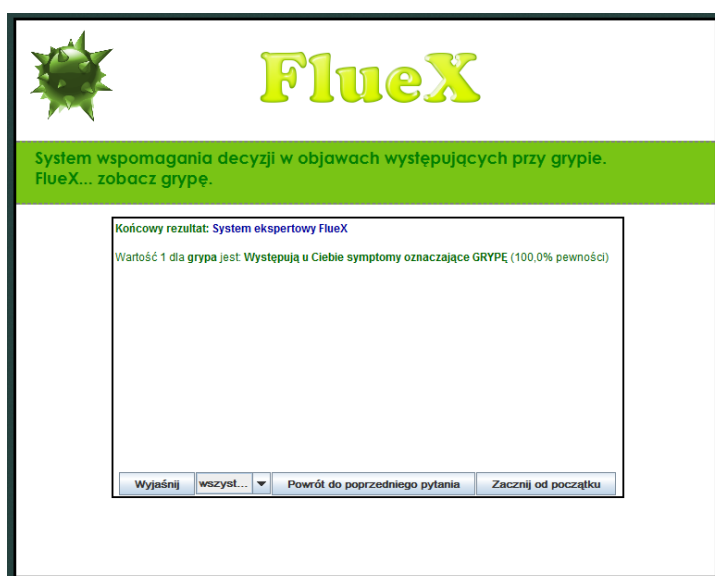 FlueX
System wspomagania decyzji w objawach występujących przy grypie.
FlueX... zobacz grypę.
Końcowy rezultat: System ekspertowy FlueX
Wartość 1 dla grypa jest: Występują u Ciebie symptomy oznaczające GRYPĘ (100,0% pewności)
Wyjaśnij wszyst... Powrót do poprzedniego pytania Zacznij od początku